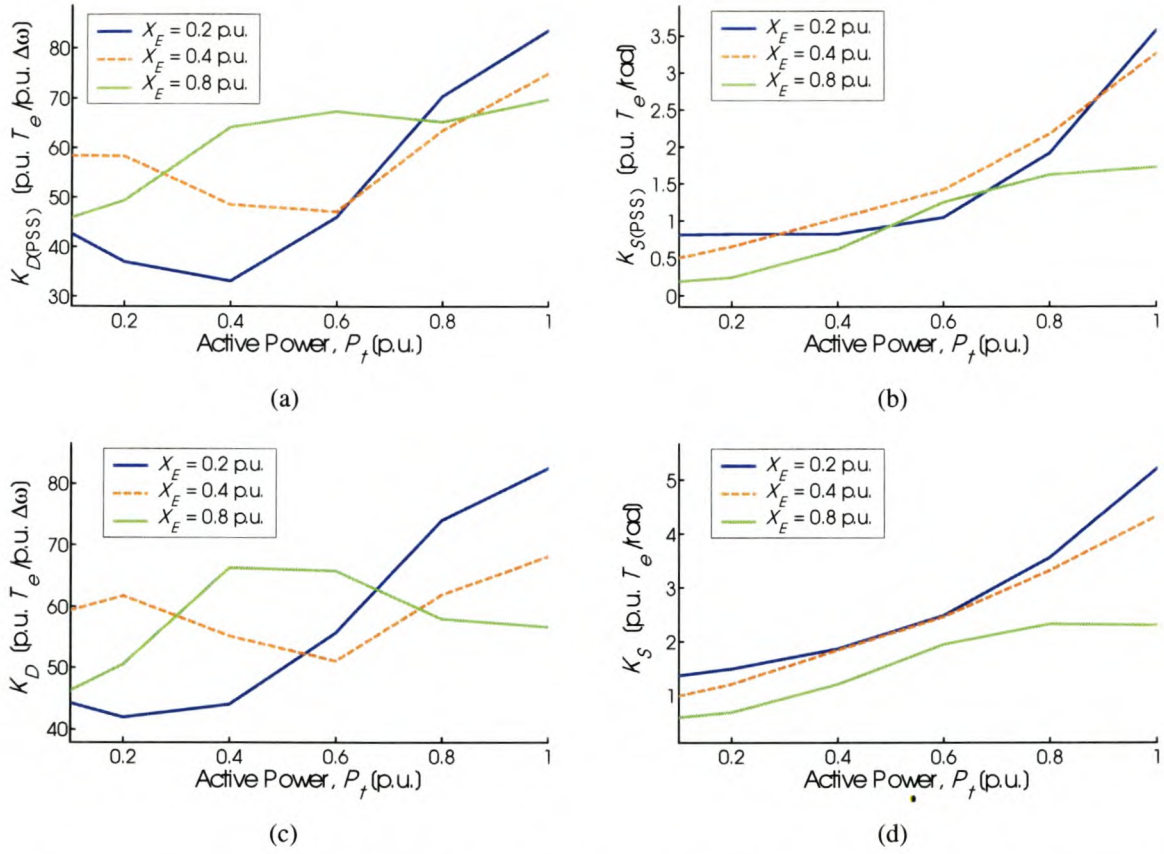 X_E = 0.2 p.u.
X_E = 0.4 p.u.
X_E = 0.8 p.u.
K_D(PSS) (p.u. T_e/p.u. Δω)
80
70
60
50
40
30
0.2 0.4 0.6 0.8 1
Active Power, P_t (p.u.)
(a)
X_E = 0.2 p.u.
X_E = 0.4 p.u.
X_E = 0.8 p.u.
K_S(PSS) (p.u. T_e/rad)
3.5
3
2.5
2
1.5
1
0.5
0
0.2 0.4 0.6 0.8 1
Active Power, P_t (p.u.)
(b)
X_E = 0.2 p.u.
X_E = 0.4 p.u.
X_E = 0.8 p.u.
K_D (p.u. T_e/p.u. Δω)
80
70
60
50
40
0.2 0.4 0.6 0.8 1
Active Power, P_t (p.u.)
(c)
X_E = 0.2 p.u.
X_E = 0.4 p.u.
X_E = 0.8 p.u.
K_S (p.u. T_e/rad)
5
4
3
2
1
0.2 0.4 0.6 0.8 1
Active Power, P_t (p.u.)
(d)